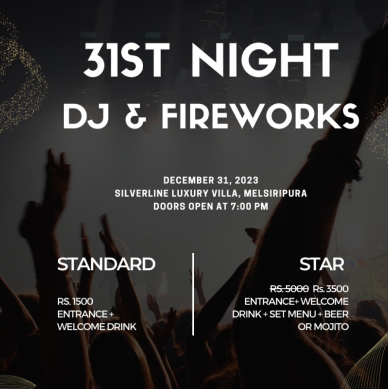 31ST NIGHT
DJ & FIREWORKS
DECEMBER 31, 2023
SILVERLINE LUXURY VILLA, MELSIRIPURA
DOORS OPEN AT 7:00 PM
STANDARD
RS. 1500
ENTRANCE +
WELCOME DRINK
STAR
RS. 5000 Rs. 3500
ENTRANCE+ WELCOME
DRINK + SET MENU + BEER
OR MOJITO